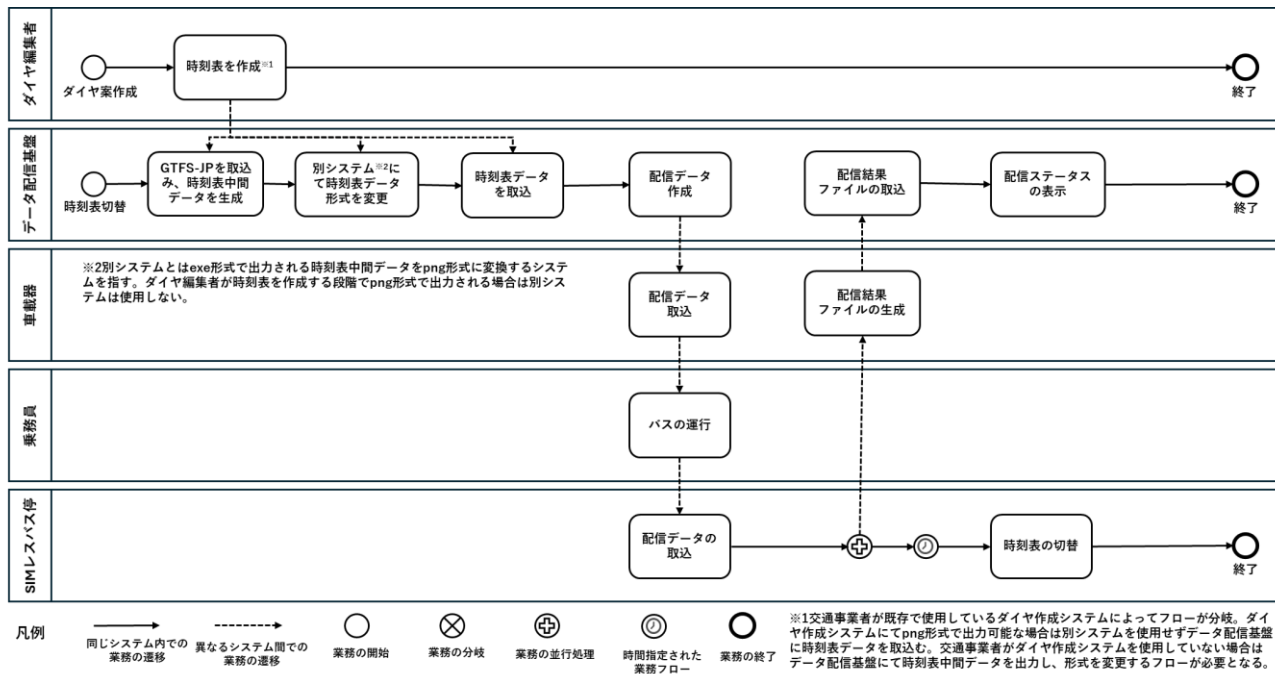 ダイヤ編集者
ダイヤ案作成
時刻表を作成※1
終了
データ配信基盤
時刻表切替
GTFS-JPを取込
み、時刻表中間
データを生成
別システム※2に
て時刻表データ
形式を変更
時刻表データ
を取込
配信データ
作成
配信結果
ファイルの取込
配信ステータス
の表示
終了
車載器
※2別システムとはexe形式で出力される時刻表中間データをpng形式に変換するシステ
ムを指す。ダイヤ編集者が時刻表を作成する段階でpng形式で出力される場合は別シス
テムは使用しない。
配信データ
取込
配信結果
ファイルの生成
乗務員
バスの運行
SIMレスバス停
配信データの
取込
時刻表の切替
終了
凡例
同じシステム内での
業務の遷移
異なるシステム間での
業務の遷移
業務の開始
業務の分岐
業務の並行処理
時間指定された
業務フロー
業務の終了
※1交通事業者が既存で使用しているダイヤ作成システムによってフローが分岐。ダイ
ヤ作成システムにてpng形式で出力可能な場合は別システムを使用せずデータ配信基盤
に時刻表データを取込む。交通事業者がダイヤ作成システムを使用していない場合は
データ配信基盤にて時刻表中間データを出力し、形式を変更するフローが必要となる。